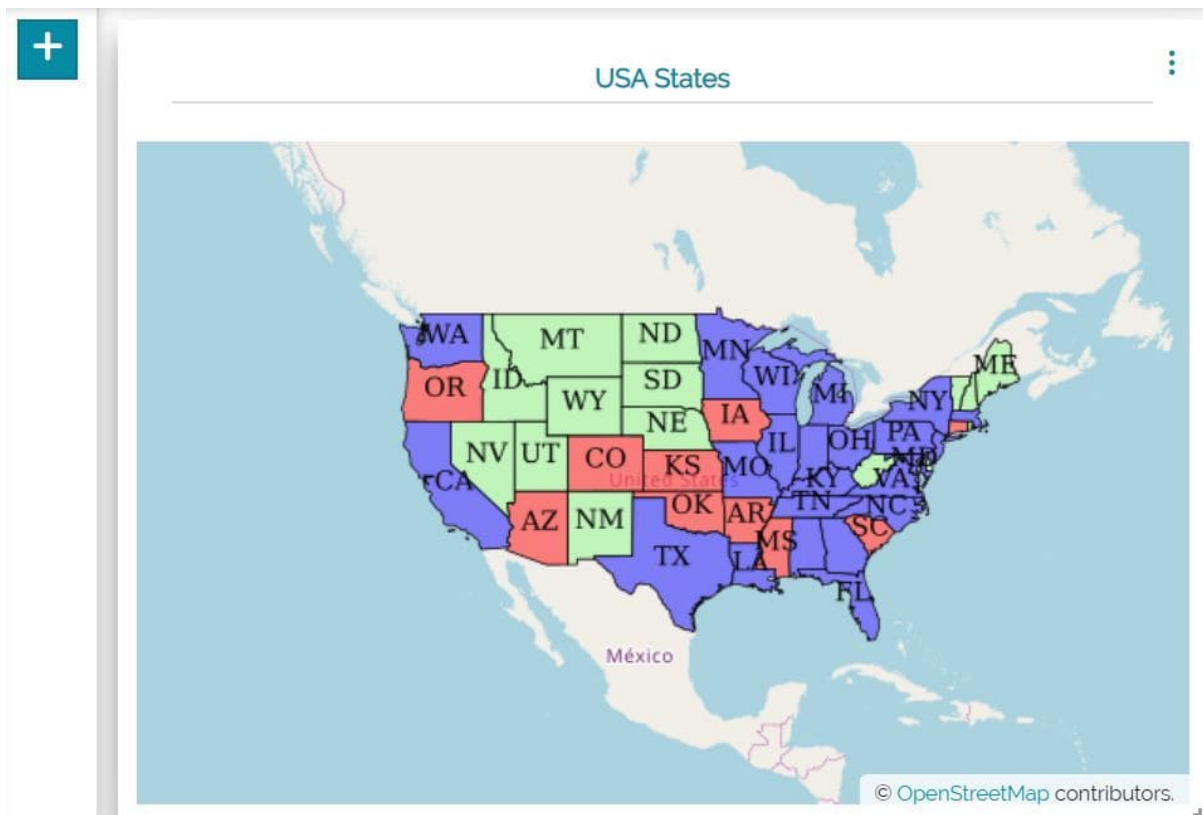 +
USA States
WA
MT
ND
MN
ME
OR
ID
SD
WI
MI
WY
NY
NE
IA
NV
UT
CO
KS
MO
IL
OH
PA
MD
CA
United States
KY
VA
AZ
NM
OK
AR
TN
NC
SC
MS
TX
LA
FL
México
© OpenStreetMap contributors.